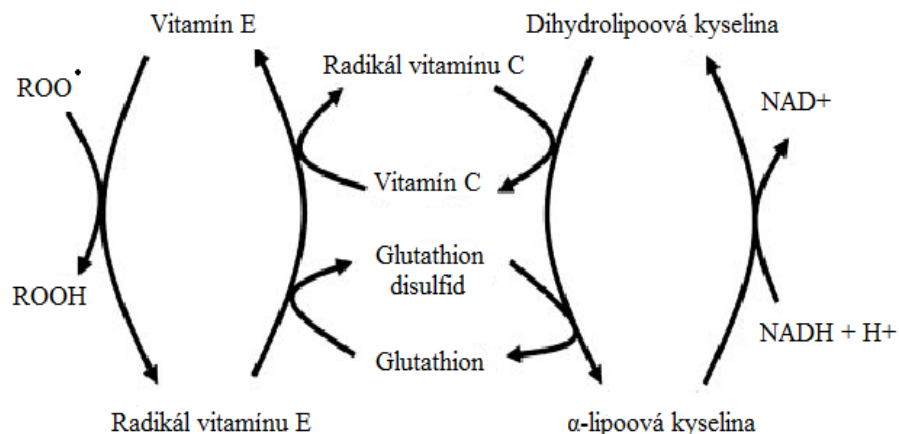 Vitamín E
Dihydrolipoová kyselina
Radikál vitamínu C
ROO•
NAD+
Vitamín C
Glutathion
disulfid
ROOH
NADH + H+
Glutathion
Radikál vitamínu E
α-lipoová kyselina